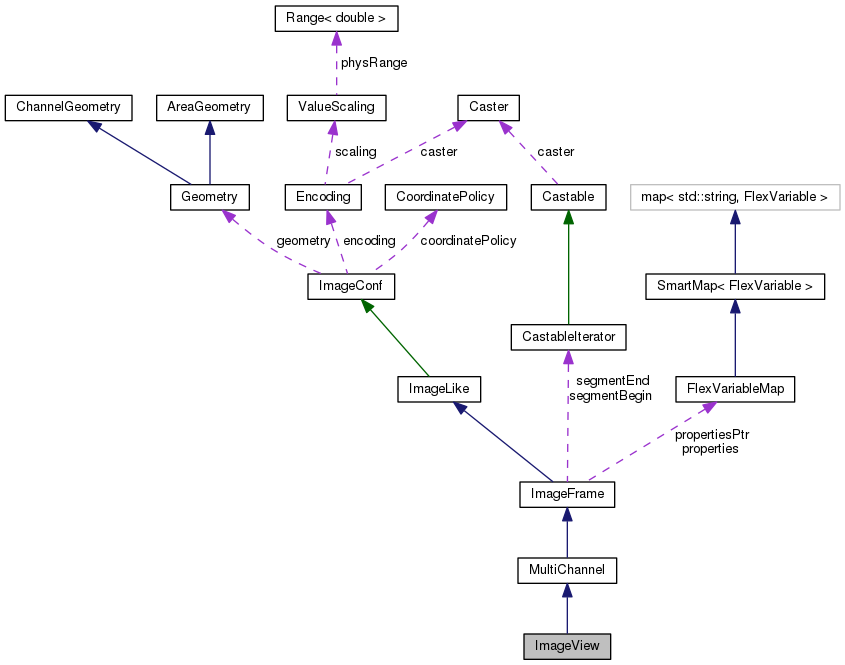 Range< double >
physRange
ChannelGeometry
AreaGeometry
ValueScaling
Caster
scaling
caster
caster
Geometry
Encoding
CoordinatePolicy
Castable
map< std::string, FlexVariable >
geometry
encoding
coordinatePolicy
ImageConf
SmartMap< FlexVariable >
CastableIterator
ImageLike
segmentEnd
segmentBegin
FlexVariableMap
propertiesPtr
properties
ImageFrame
MultiChannel
ImageView